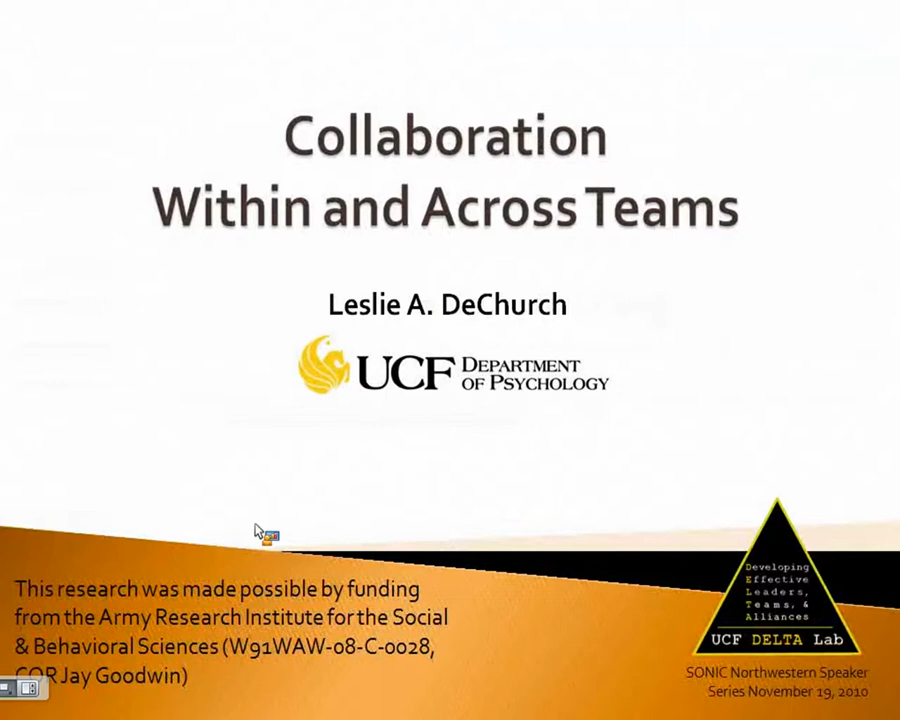 Collaboration
Within and Across Teams
Leslie A. DeChurch
UCF DEPARTMENT
OF PSYCHOLOGY
This research was made possible by funding
from the Army Research Institute for the Social
& Behavioral Sciences (W91WAW-08-C-0028,
COR Jay Goodwin)
Developing
Effective
Leaders,
Teams, &
Alliances
UCF DELTA Lab
SONIC Northwestern Speaker
Series November 19, 2010